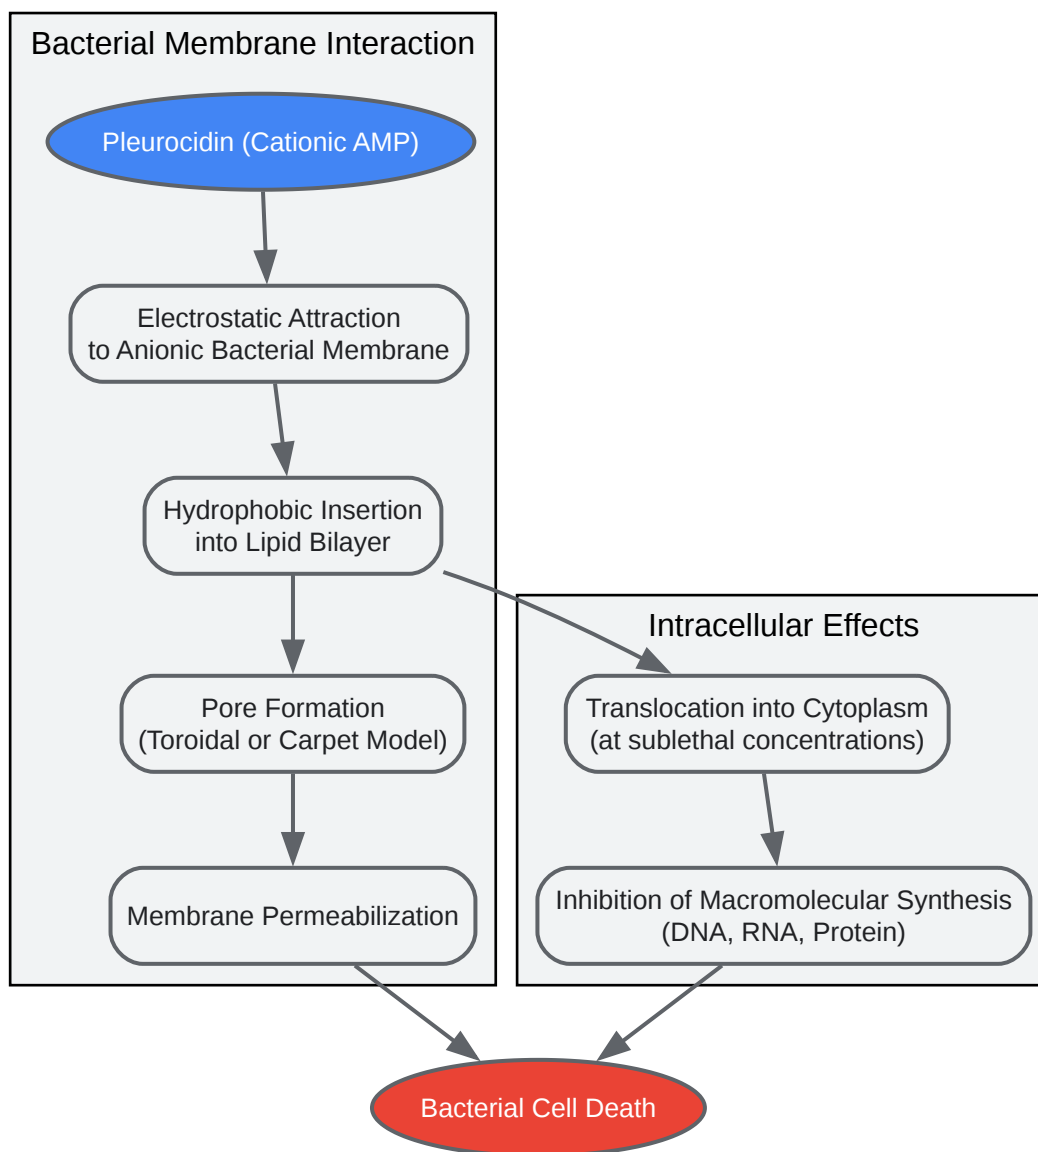 Bacterial Membrane Interaction
Pleurocidin (Cationic AMP)
Electrostatic Attraction
to Anionic Bacterial Membrane
Hydrophobic Insertion
into Lipid Bilayer
Pore Formation
(Toroidal or Carpet Model)
Membrane Permeabilization
Intracellular Effects
Translocation into Cytoplasm
(at sublethal concentrations)
Inhibition of Macromolecular Synthesis
(DNA, RNA, Protein)
Bacterial Cell Death